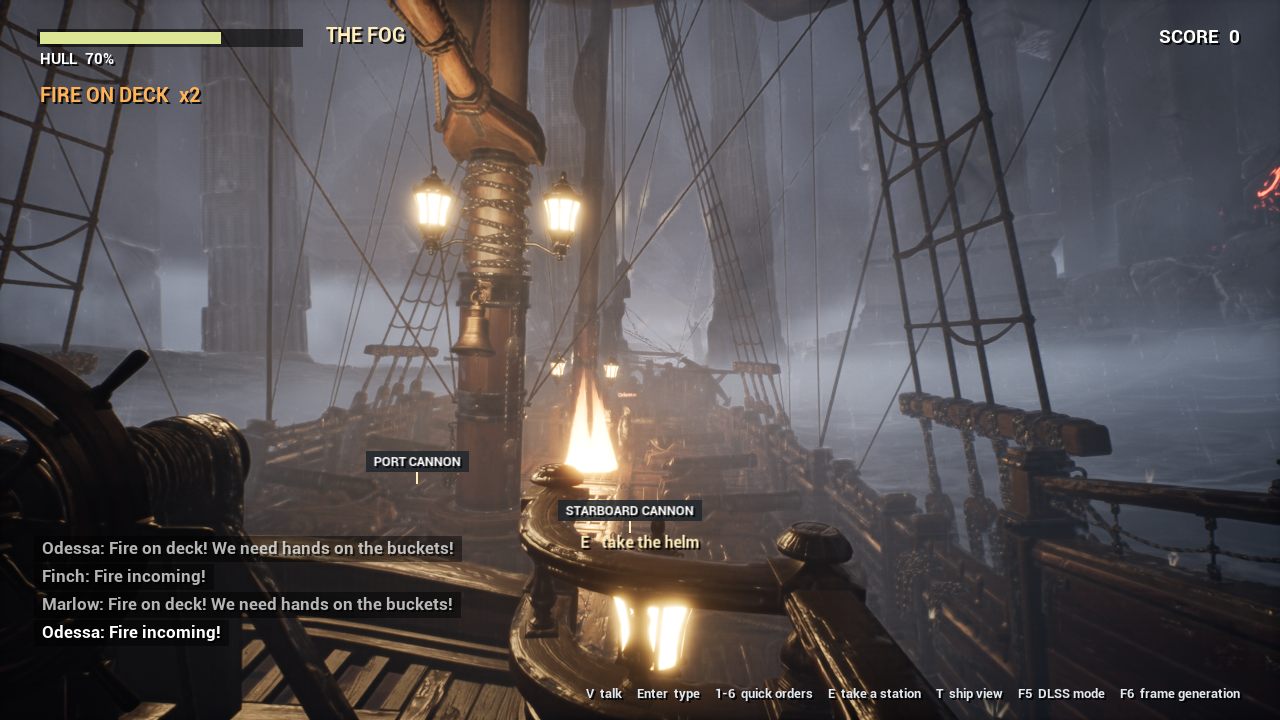 THE FOG
SCORE 0
HULL 70%
FIRE ON DECK x2
Odessa
PORT CANNON
STARBOARD CANNON
E take the helm
Odessa: Fire on deck! We need hands on the buckets!
Finch: Fire incoming!
Marlow: Fire on deck! We need hands on the buckets!
Odessa: Fire incoming!
V talk Enter type 1-6 quick orders E take a station T ship view F5 DLSS mode F6 frame generation